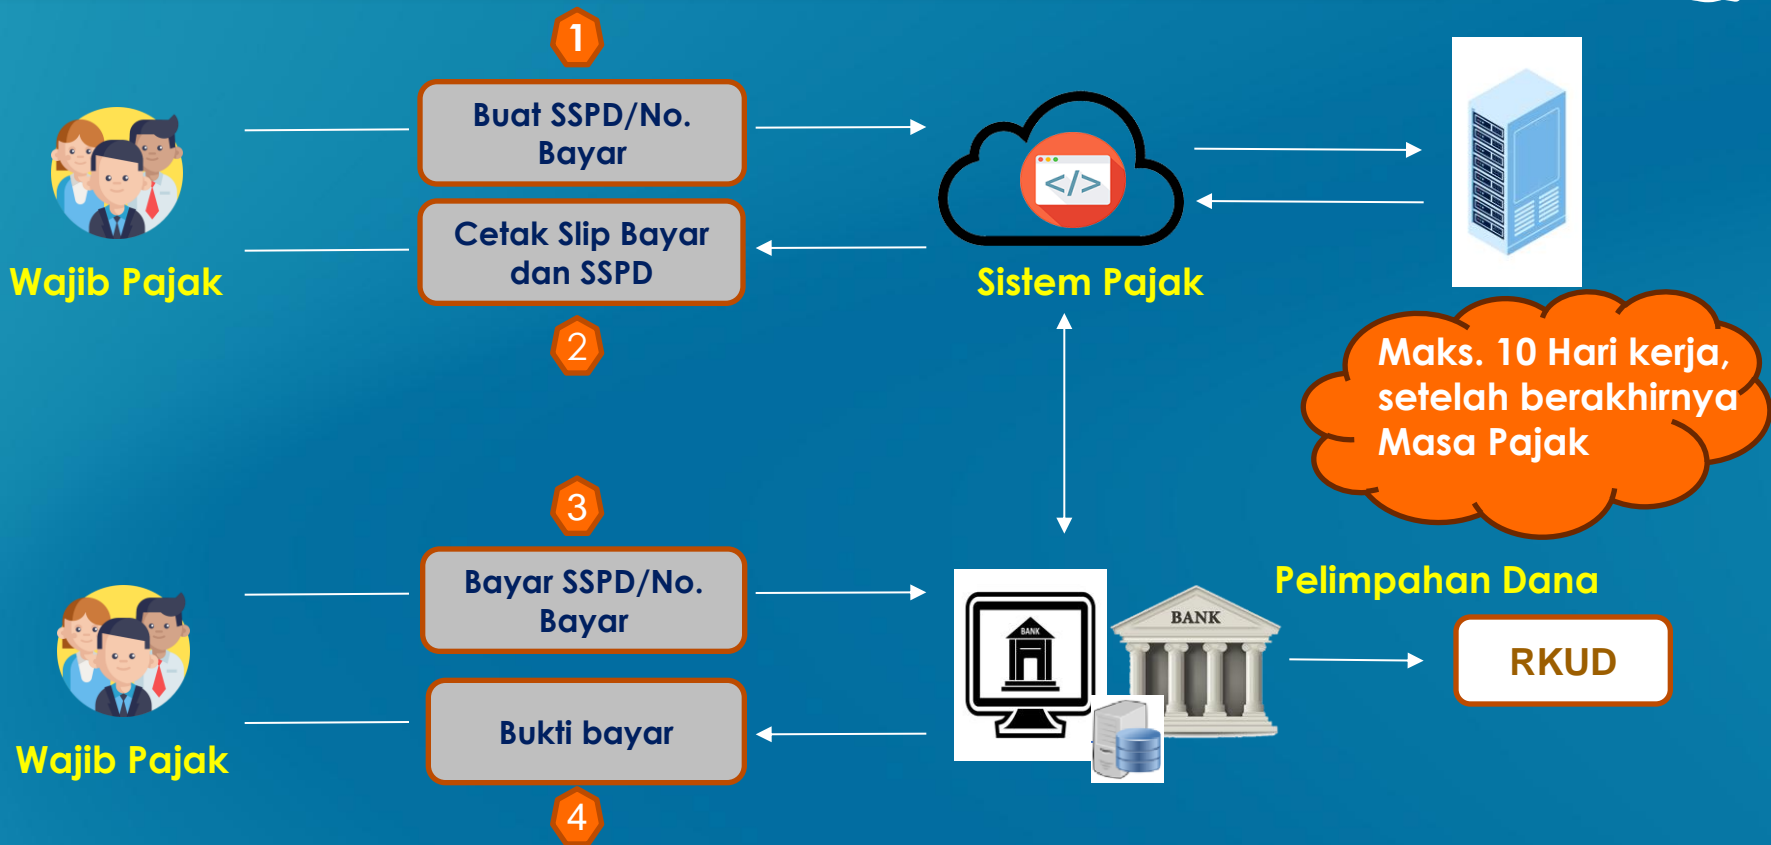 1
Buat SSPD/No.
Bayar
Cetak Slip Bayar
dan SSPD
2
Wajib Pajak
</>
Sistem Pajak
Maks. 10 Hari kerja,
setelah berakhirnya
Masa Pajak
3
Bayar SSPD/No.
Bayar
Bukti bayar
4
Wajib Pajak
BANK
BANK
Pelimpahan Dana
RKUD